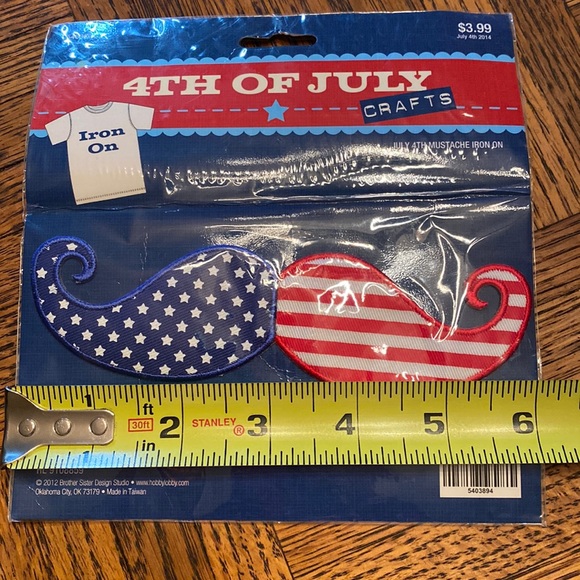 $3.99
July 4th 2014
4TH OF JULY
CRAFTS
Iron
On
JULY 4TH MUSTACHE IRON ON
1 ft 2 3 4 5 6
30ft STANLEY®
in
© 2012 Brother Sister Design Studio • www.hobbylobby.com
Oklahoma City, OK 73179 • Made in Taiwan
5403894